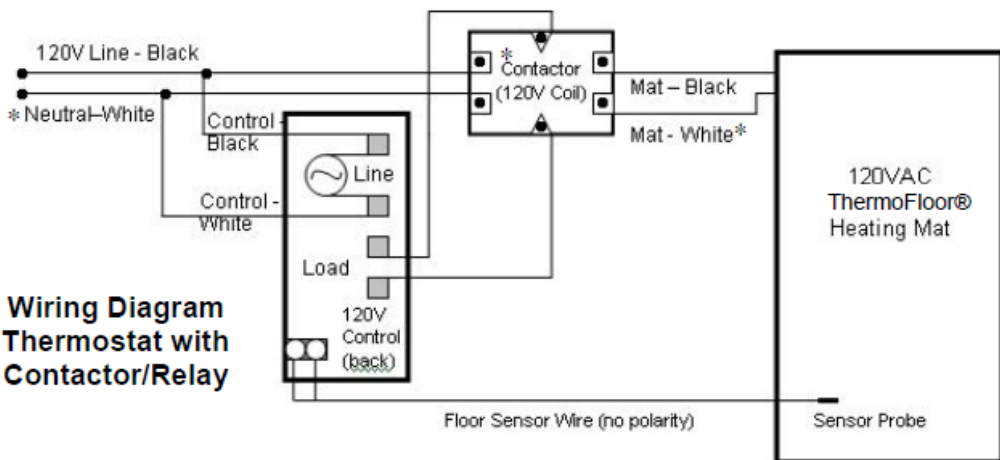 120V Line - Black
* Neutral–White
Control -
Black
Line
Control -
White
Load
120V
Control
(back)
*
Contactor
(120V Coil)
Mat – Black
Mat - White*
120VAC
ThermoFloor®
Heating Mat
Wiring Diagram
Thermostat with
Contactor/Relay
Floor Sensor Wire (no polarity)
Sensor Probe